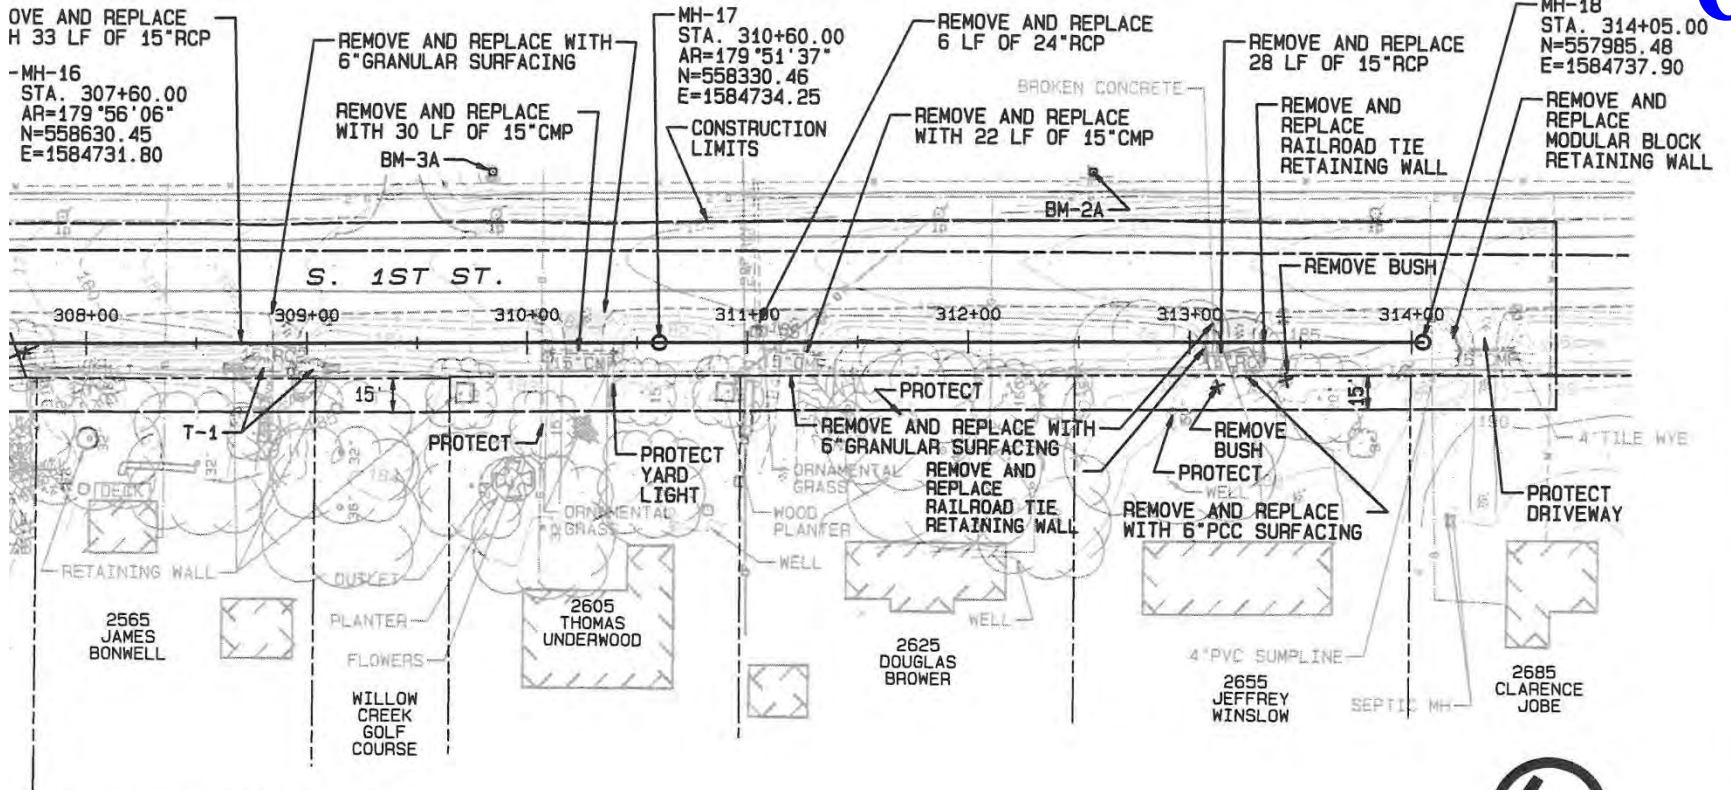 OVE AND REPLACE
H 33 LF OF 15"RCP
MH-16
STA. 307+60.00
AR=179°56'06"
N=558630.45
E=1584731.80
REMOVE AND REPLACE WITH
6"GRANULAR SURFACING
REMOVE AND REPLACE
WITH 30 LF OF 15"CMP
BM-3A
MH-17
STA. 310+60.00
AR=179°51'37"
N=558330.46
E=1584734.25
CONSTRUCTION
LIMITS
REMOVE AND REPLACE
6 LF OF 24"RCP
BROKEN CONCRETE
REMOVE AND REPLACE
WITH 22 LF OF 15"CMP
BM-2A
REMOVE AND REPLACE
28 LF OF 15"RCP
REMOVE AND
REPLACE
RAILROAD TIE
RETAINING WALL
MH-18
STA. 314+05.00
N=557985.48
E=1584737.90
REMOVE AND
REPLACE
MODULAR BLOCK
RETAINING WALL
S. 1ST ST.
REMOVE BUSH
308+00
309+00
310+00
311+00
312+00
313+00
314+00
15'
15'
T-1
PROTECT
PROTECT
YARD
LIGHT
PROTECT
REMOVE AND REPLACE WITH
6"GRANULAR SURFACING
REMOVE AND
REPLACE
RAILROAD TIE
RETAINING WALL
REMOVE
BUSH
PROTECT
WELL
REMOVE AND REPLACE
WITH 6"PCC SURFACING
4"TILE WYE
PROTECT
DRIVEWAY
DECK
RETAINING WALL
OUTLET
PLANTER
FLOWERS
ORNAMENTAL
GRASS
ORNAMENTAL
GRASS
WOOD
PLANTER
WELL
WELL
4"PVC SUMPLINE
SEPTIC MH
2565
JAMES
BONWELL
WILLOW
CREEK
GOLF
COURSE
2605
THOMAS
UNDERWOOD
2625
DOUGLAS
BROWER
2655
JEFFREY
WINSLOW
2685
CLARENCE
JOBE